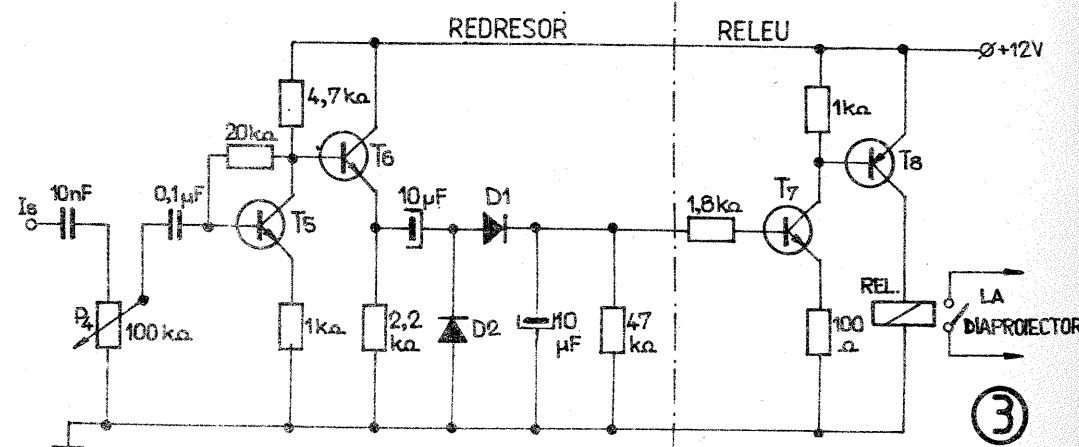 REDRESOR
RELEU
+12V
4,7kΩ
1kΩ
20kΩ
T6
T8
10nF
0,1µF
10µF
D1
T7
Is
T5
1,8kΩ
REL.
LA
DIAPROIECTOR
P4
100kΩ
1kΩ
2,2
kΩ
D2
10
µF
47
kΩ
100
Ω
3